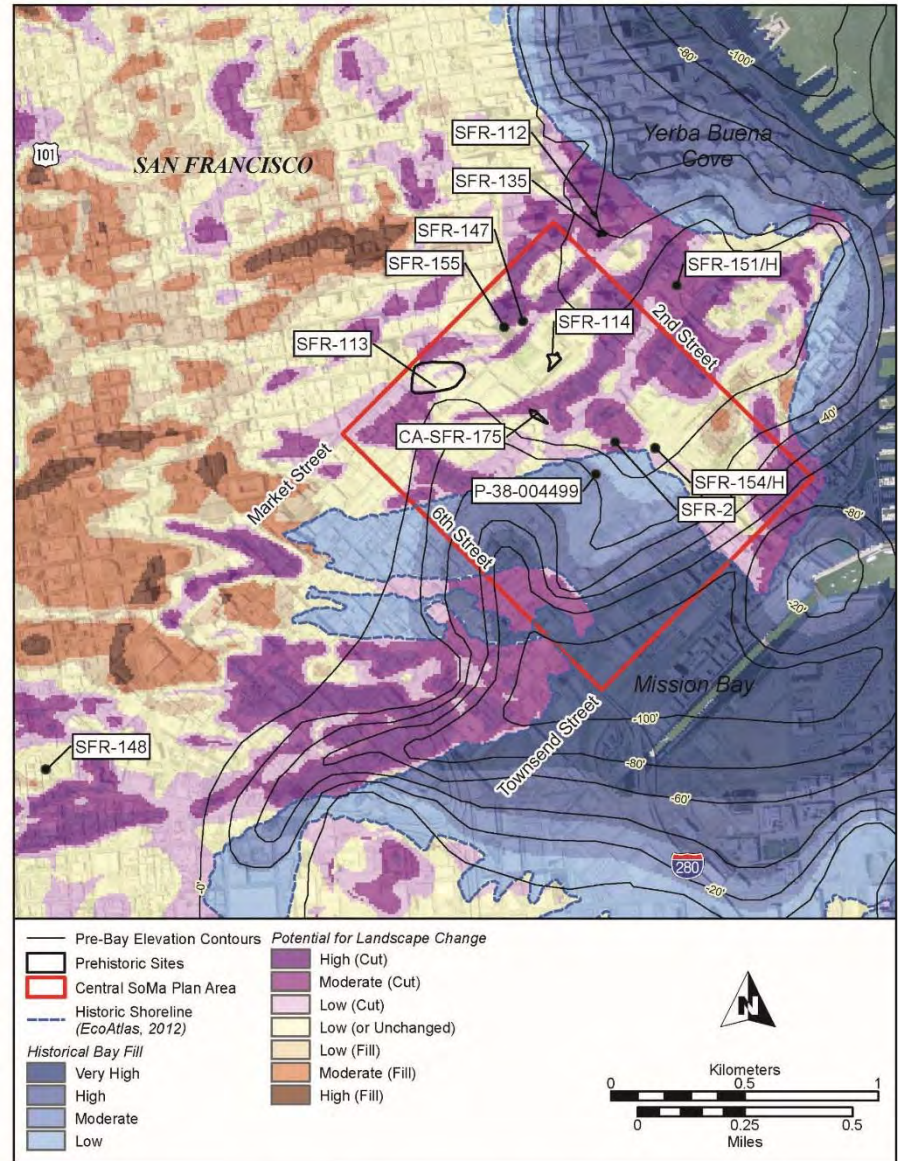 -60'
-100'
SFR-112
Yerba Buena
Cove
101
SAN FRANCISCO
SFR-135
SFR-147
SFR-151/H
SFR-155
SFR-114
2nd Street
SFR-113
-40'
CA-SFR-175
Market Street
P-38-004499
SFR-154/H
SFR-2
6th Street
-80'
-20'
Mission Bay
Townsend Street
-100'
SFR-148
-80'
-60'
-0'
280
-20'
Pre-Bay Elevation Contours
Prehistoric Sites
Central SoMa Plan Area
Historic Shoreline
(EcoAtlas, 2012)
Historical Bay Fill
Very High
High
Moderate
Low
Potential for Landscape Change
High (Cut)
Moderate (Cut)
Low (Cut)
Low (or Unchanged)
Low (Fill)
Moderate (Fill)
High (Fill)
N
Kilometers
0 0.5 1
0 0.25 0.5
Miles